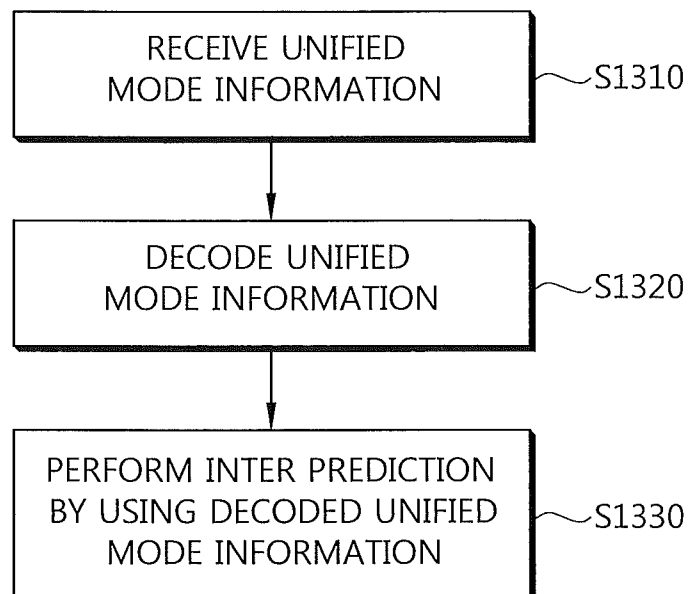 RECEIVE UNIFIED
MODE INFORMATION
S1310
DECODE UNIFIED
MODE INFORMATION
S1320
PERFORM INTER PREDICTION
BY USING DECODED UNIFIED
MODE INFORMATION
S1330